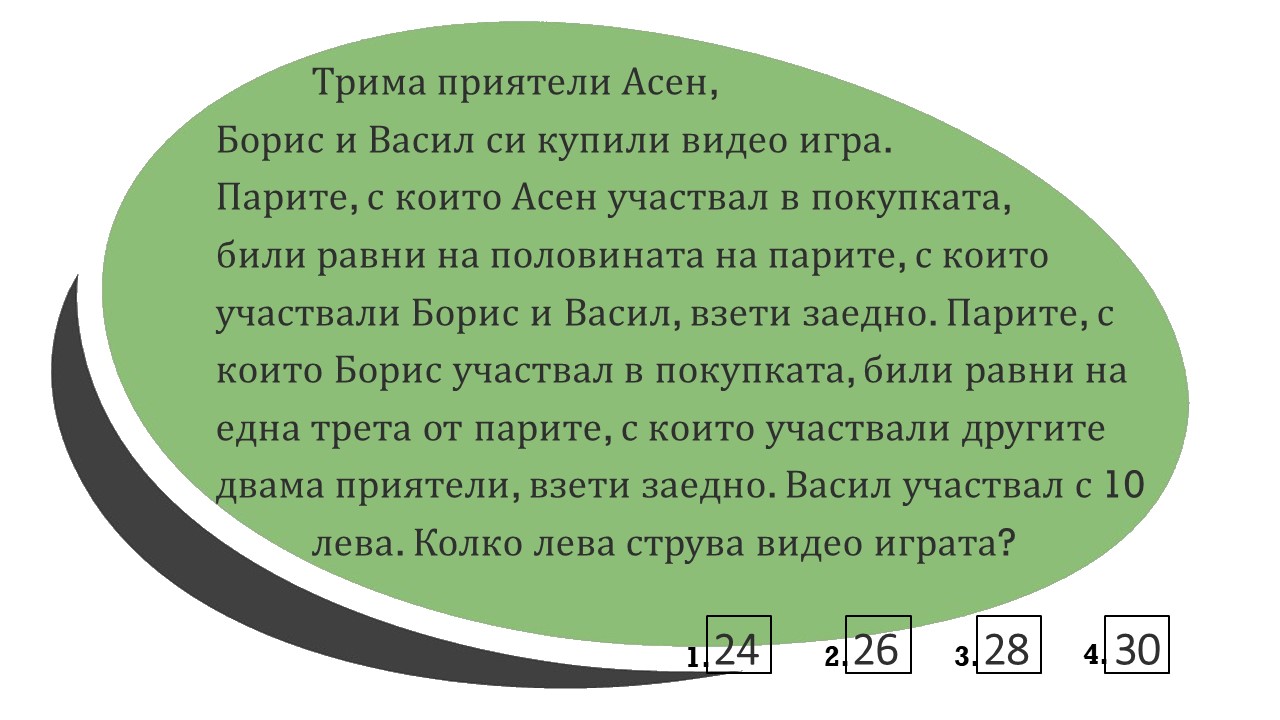 Трима приятели Асен,
Борис и Васил си купили видео игра.
Парите, с които Асен участвал в покупката,
били равни на половината на парите, с които
участвали Борис и Васил, взети заедно. Парите, с
които Борис участвал в покупката, били равни на
една трета от парите, с които участвали другите
двама приятели, взети заедно. Васил участвал с 10
лева. Колко лева струва видео играта?
1. 24 2. 26 3. 28 4. 30